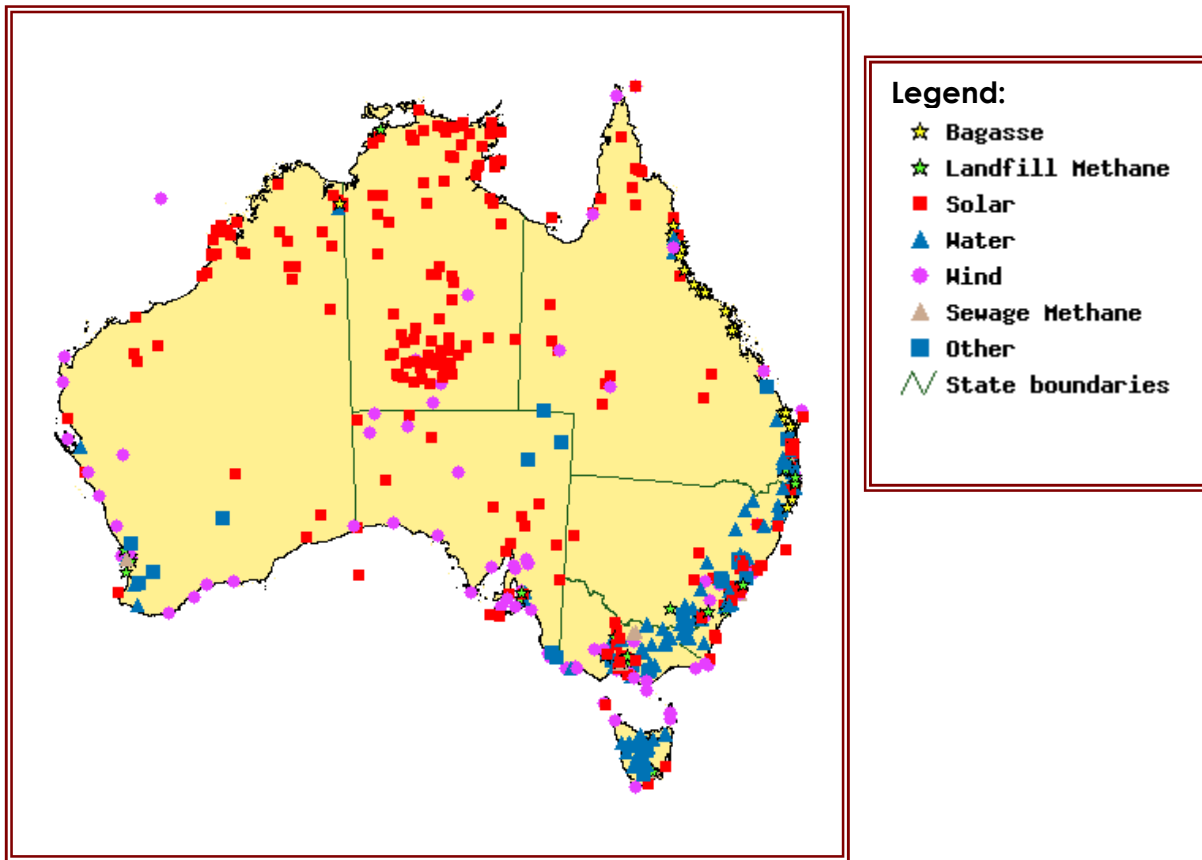 Legend:
Bagasse
Landfill Methane
Solar
Water
Wind
Sewage Methane
Other
State boundaries